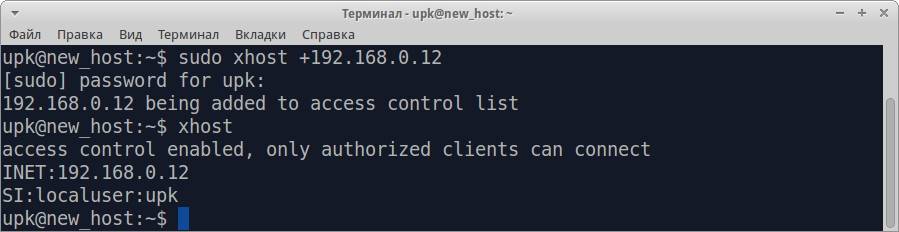 Терминал - upk@new_host: ~
Файл Правка Вид Терминал Вкладки Справка
upk@new_host:~$ sudo xhost +192.168.0.12
[sudo] password for upk:
192.168.0.12 being added to access control list
upk@new_host:~$ xhost
access control enabled, only authorized clients can connect
INET:192.168.0.12
SI:localuser:upk
upk@new_host:~$